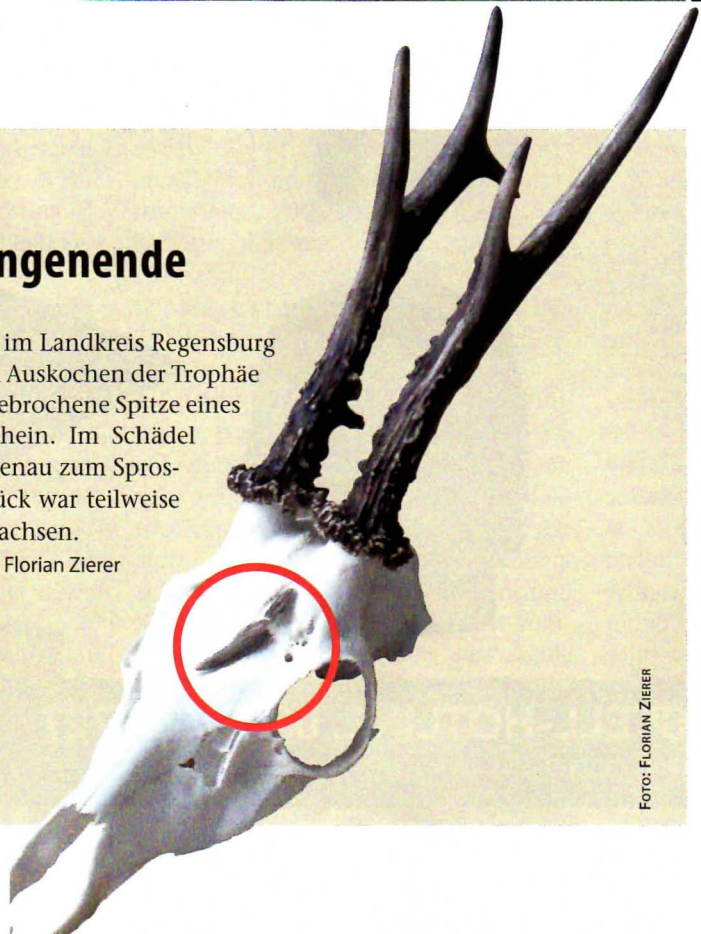 ngenende
im Landkreis Regensburg
Auskochen der Trophäe
ebrochene Spitze eines
hein. Im Schädel
enau zum Spros-
ück war teilweise
achsen.
Florian Zierer
FOTO: FLORIAN ZIERER